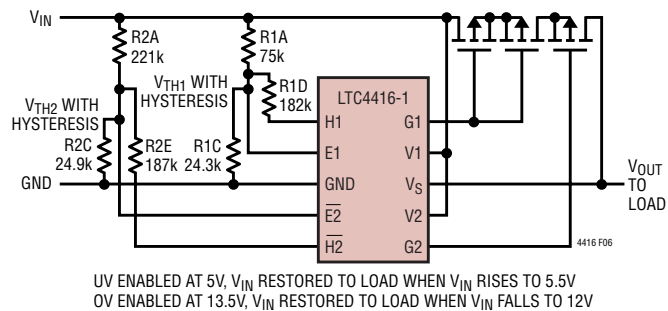 VIN
R2A
221k
R1A
75k
VTH2 WITH
HYSTERESIS
VTH1 WITH
HYSTERESIS
R1D
182k
R2C
24.9k
R2E
187k
R1C
24.3k
GND
LTC4416-1
H1
E1
GND
E2
H2
G1
V1
VS
V2
G2
VOUT
TO
LOAD
4416 F06
UV ENABLED AT 5V, VIN RESTORED TO LOAD WHEN VIN RISES TO 5.5V
OV ENABLED AT 13.5V, VIN RESTORED TO LOAD WHEN VIN FALLS TO 12V